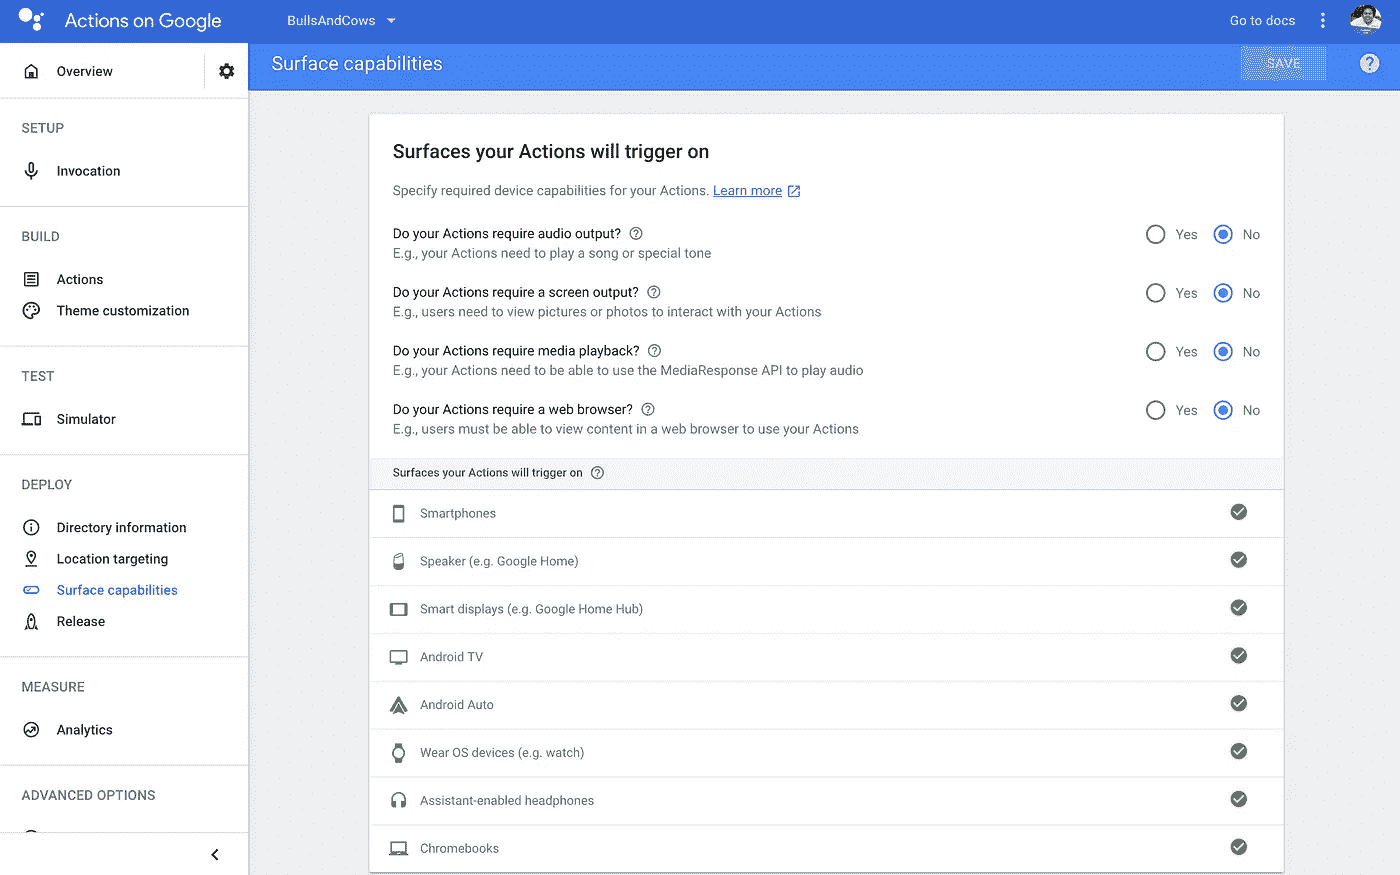 Actions on Google
BullsAndCows
Go to docs
Overview
Surface capabilities
SAVE
SETUP
Invocation
BUILD
Actions
Theme customization
TEST
Simulator
DEPLOY
Directory information
Location targeting
Surface capabilities
Release
MEASURE
Analytics
ADVANCED OPTIONS
Surfaces your Actions will trigger on
Specify required device capabilities for your Actions. Learn more
Do your Actions require audio output?
Yes No
E.g., your Actions need to play a song or special tone
Do your Actions require a screen output?
Yes No
E.g., users need to view pictures or photos to interact with your Actions
Do your Actions require media playback?
Yes No
E.g., your Actions need to be able to use the MediaResponse API to play audio
Do your Actions require a web browser?
Yes No
E.g., users must be able to view content in a web browser to use your Actions
Surfaces your Actions will trigger on
Smartphones
Speaker (e.g. Google Home)
Smart displays (e.g. Google Home Hub)
Android TV
Android Auto
Wear OS devices (e.g. watch)
Assistant-enabled headphones
Chromebooks